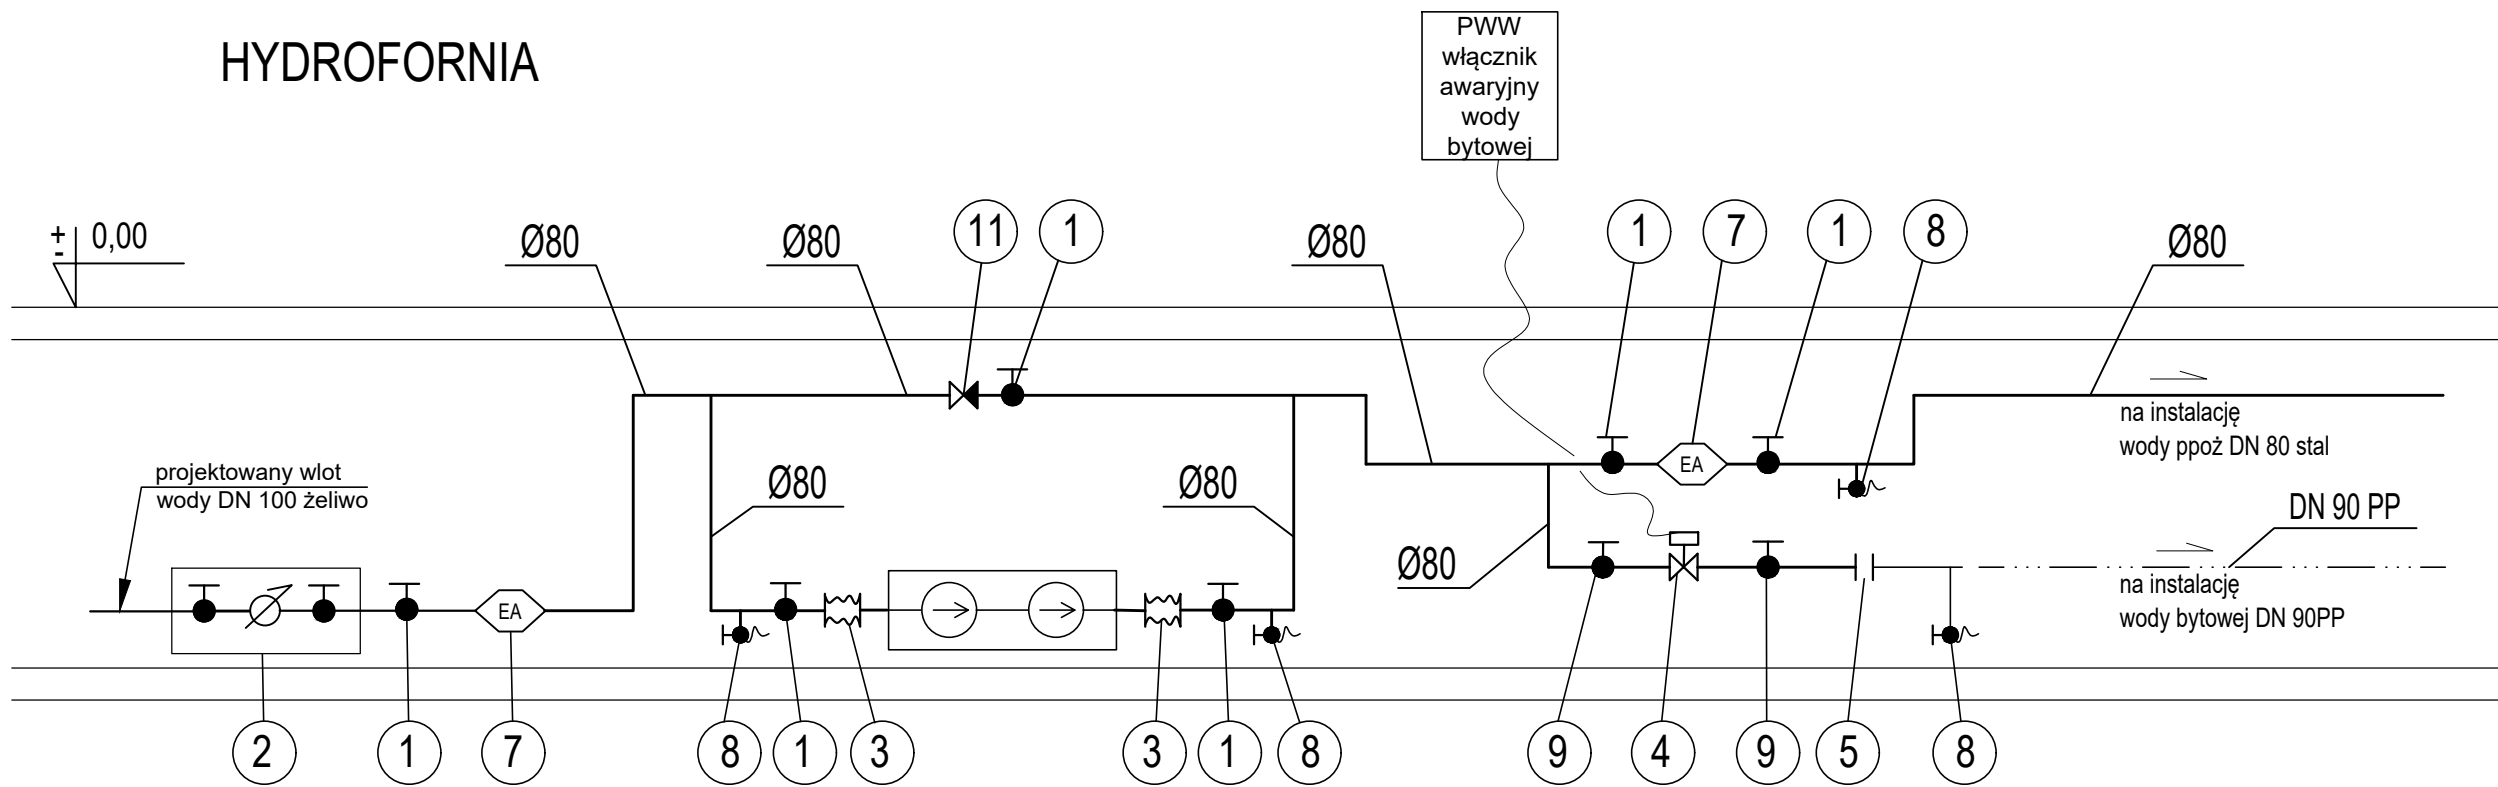 HYDROFORNIA
PWW
włącznik
awaryjny
wody
bytowej
+
- 0,00
Ø80
Ø80
11
1
Ø80
1
7
1
8
Ø80
na instalację
wody ppoż DN 80 stal
projektowany wlot
wody DN 100 żeliwo
Ø80
Ø80
EA
DN 90 PP
Ø80
EA
na instalację
wody bytowej DN 90PP
2
1
7
8
1
3
3
1
8
9
4
9
5
8